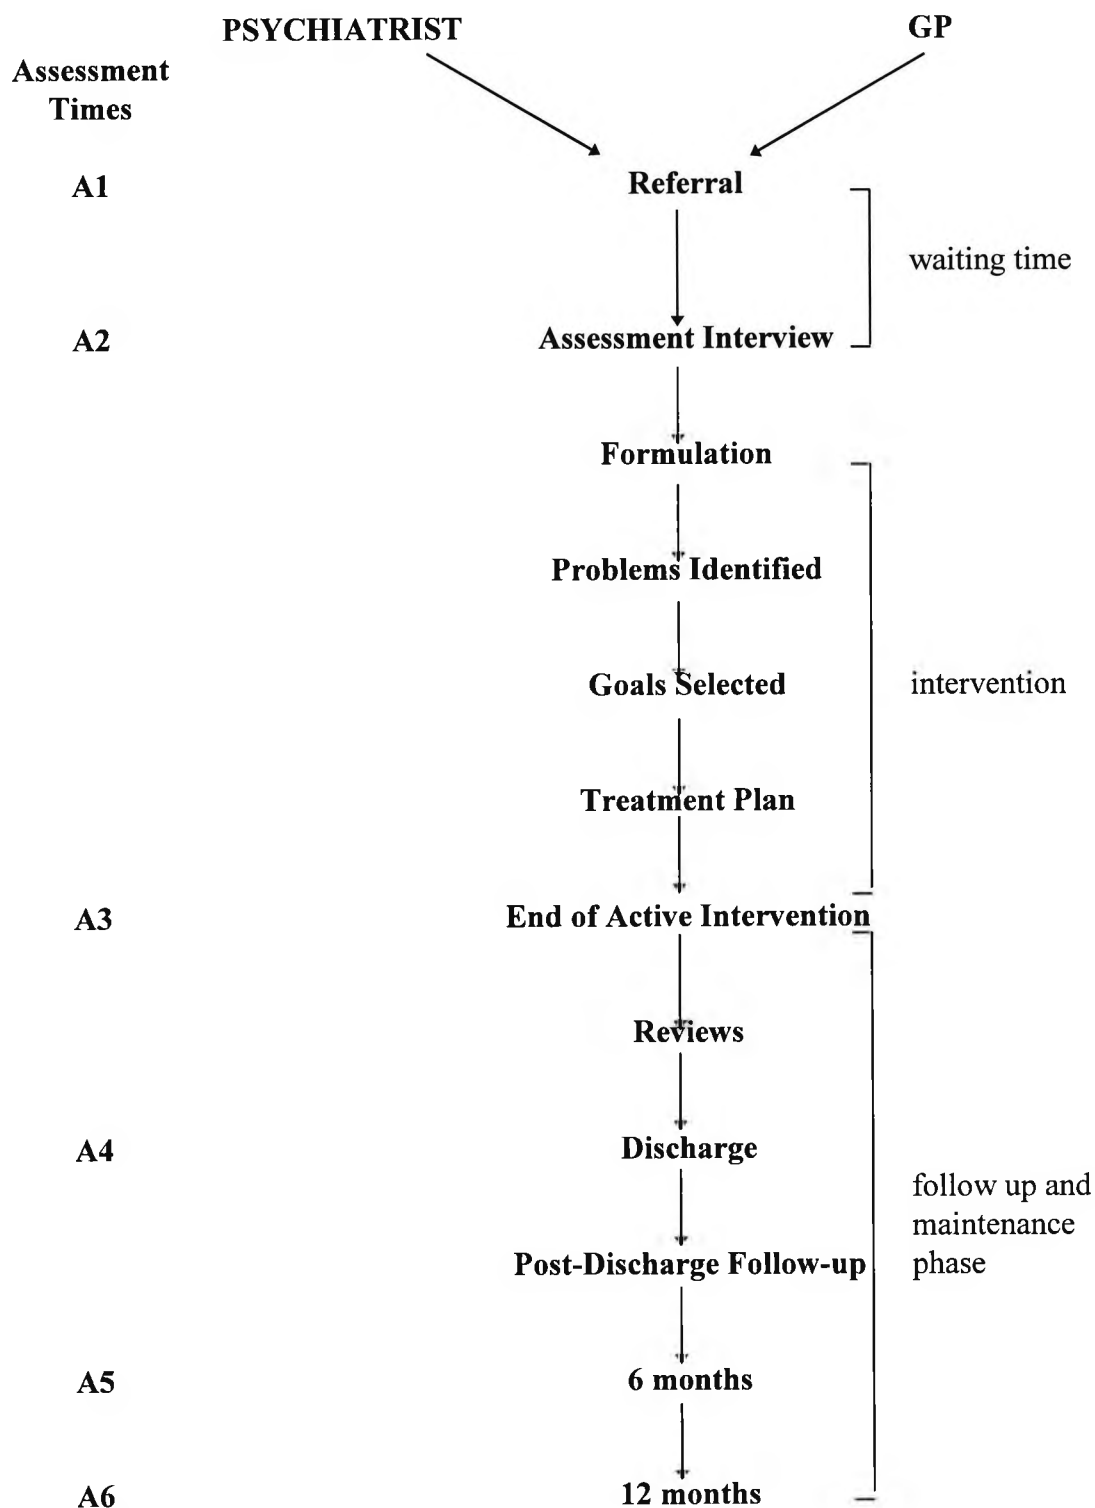 PSYCHIATRIST
GP
Assessment
Times
A1
Referral
waiting time
A2
Assessment Interview
Formulation
Problems Identified
Goals Selected
intervention
Treatment Plan
A3
End of Active Intervention
Reviews
A4
Discharge
follow up and
maintenance
phase
Post-Discharge Follow-up
A5
6 months
A6
12 months